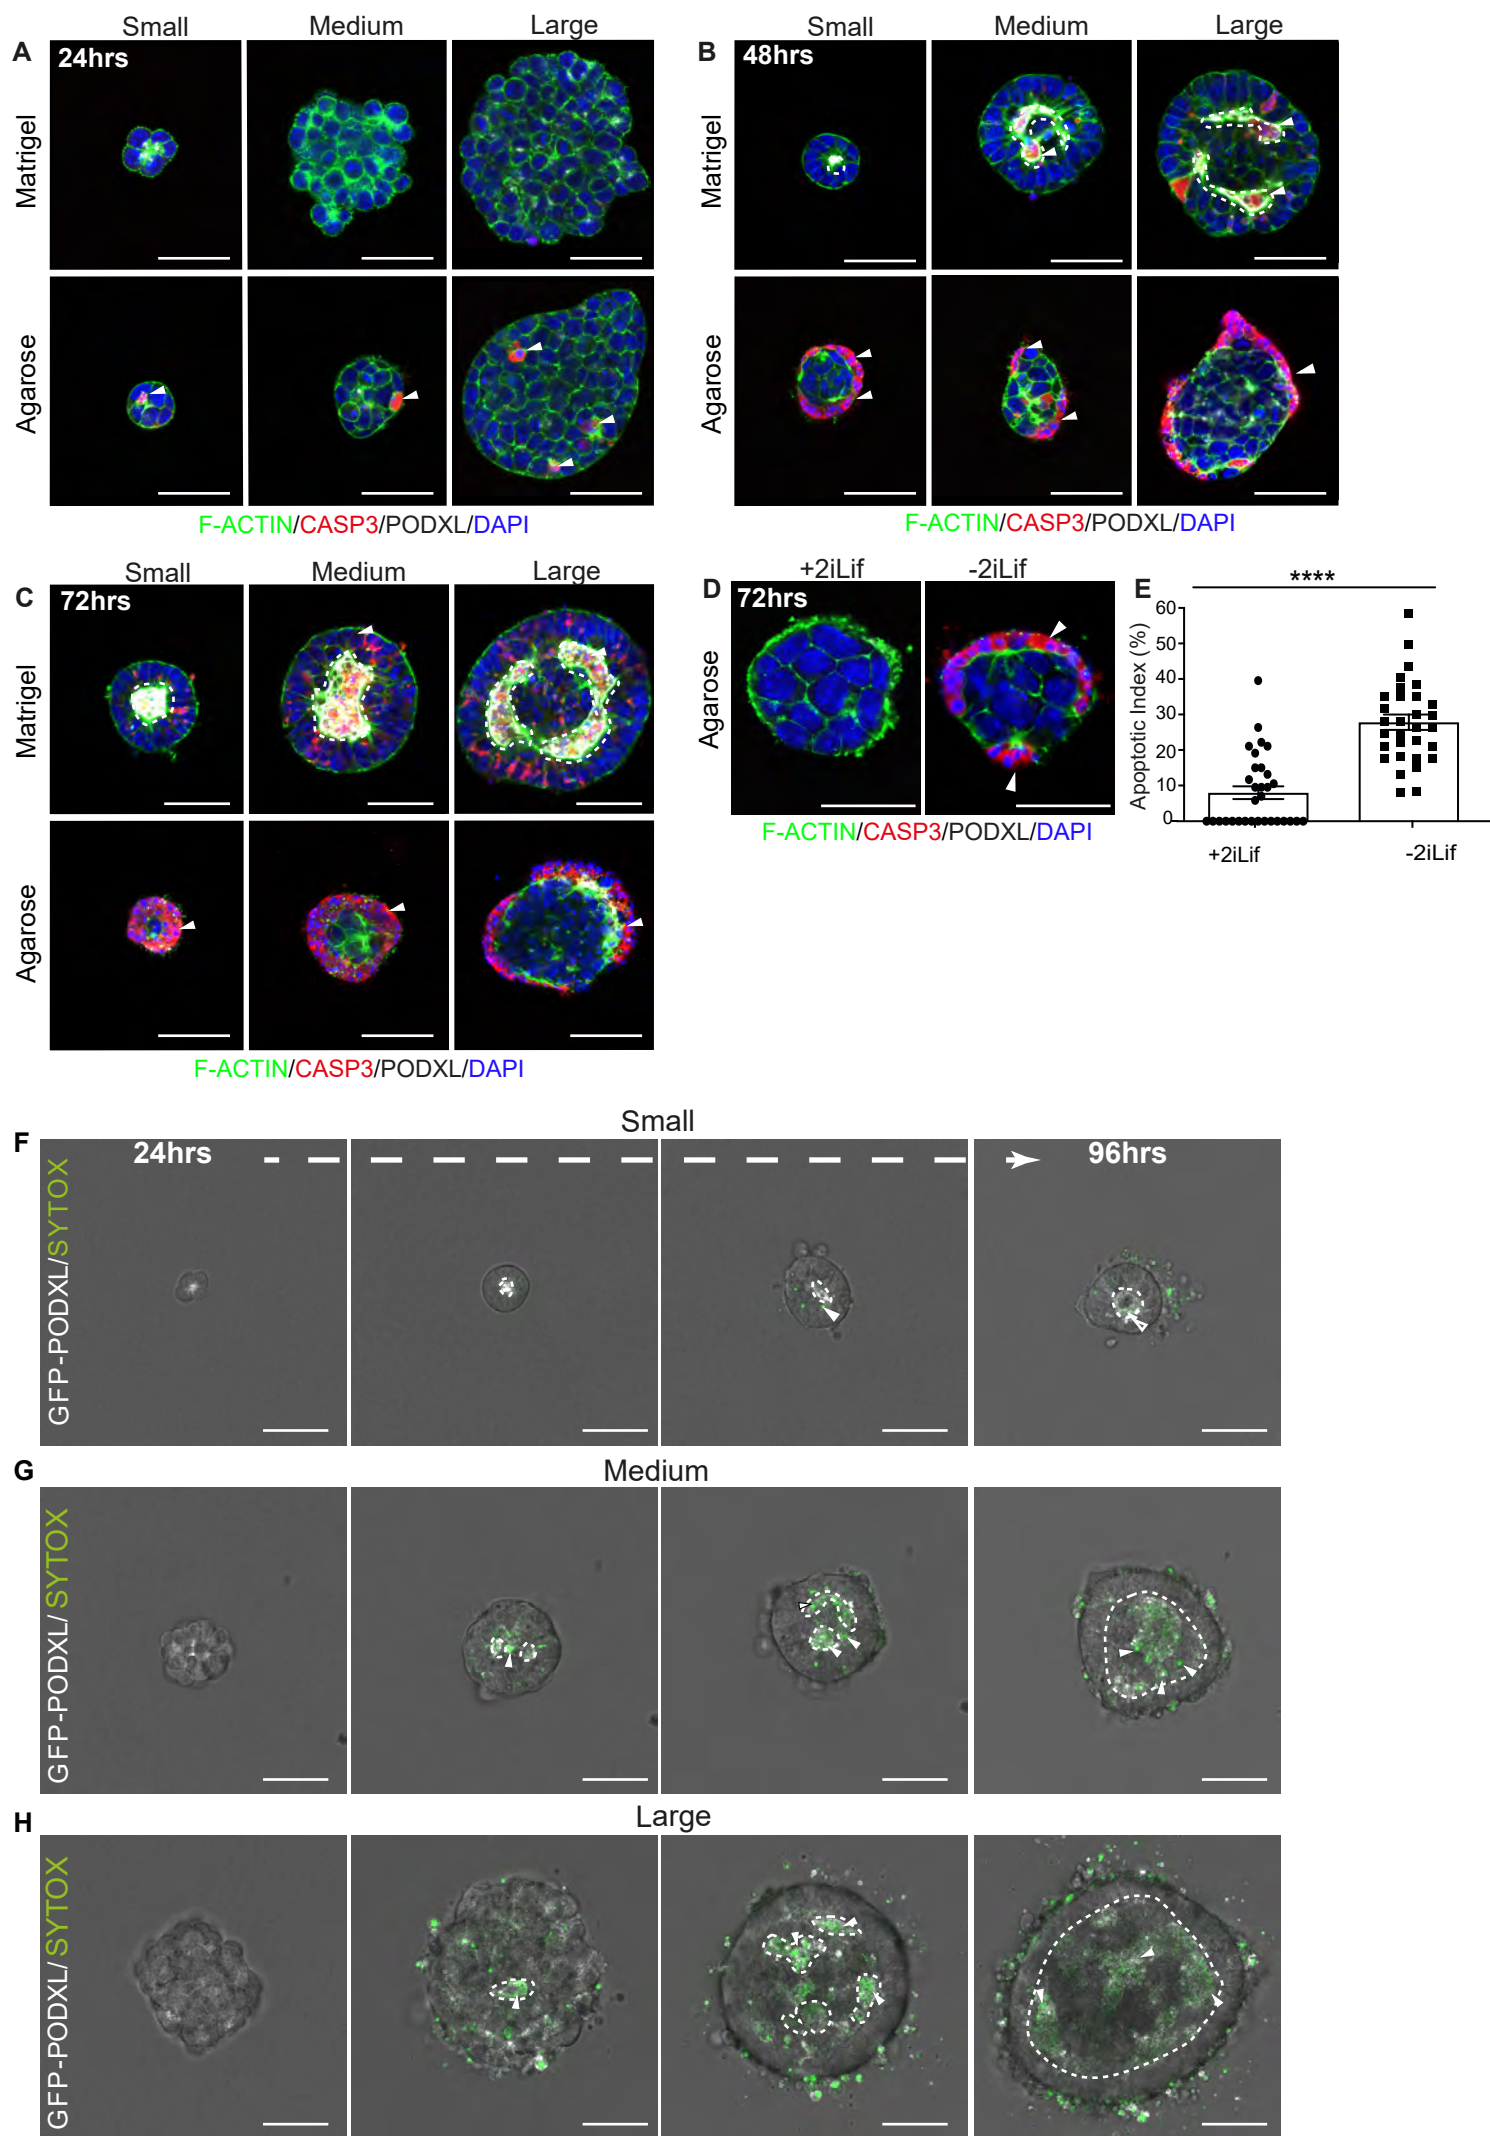 A
Small Medium Large
24hrs
Matrigel
Agarose
F-ACTIN/CASP3/PODXL/DAPI
B
Small Medium Large
48hrs
Matrigel
Agarose
F-ACTIN/CASP3/PODXL/DAPI
C
Small Medium Large
72hrs
Matrigel
Agarose
F-ACTIN/CASP3/PODXL/DAPI
D
+2iLif -2iLif
72hrs
Agarose
F-ACTIN/CASP3/PODXL/DAPI
E
****
Apoptotic Index (%)
60
50
40
30
20
10
0
+2iLif -2iLif
F
Small
24hrs 96hrs
GFP-PODXL/SYTOX
G
Medium
GFP-PODXL/ SYTOX
H
Large
GFP-PODXL/SYTOX